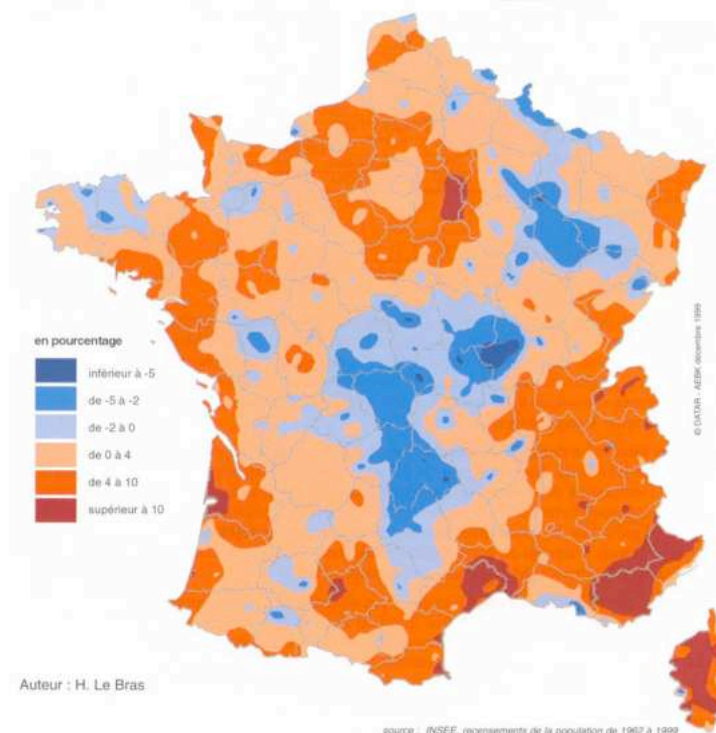 en pourcentage
inférieur à -5
de -5 à -2
de -2 à 0
de 0 à 4
de 4 à 10
supérieur à 10
© DATAR - AEBK décembre 1999
Auteur : H. Le Bras
source : INSEE, recensements de la population de 1962 à 1999